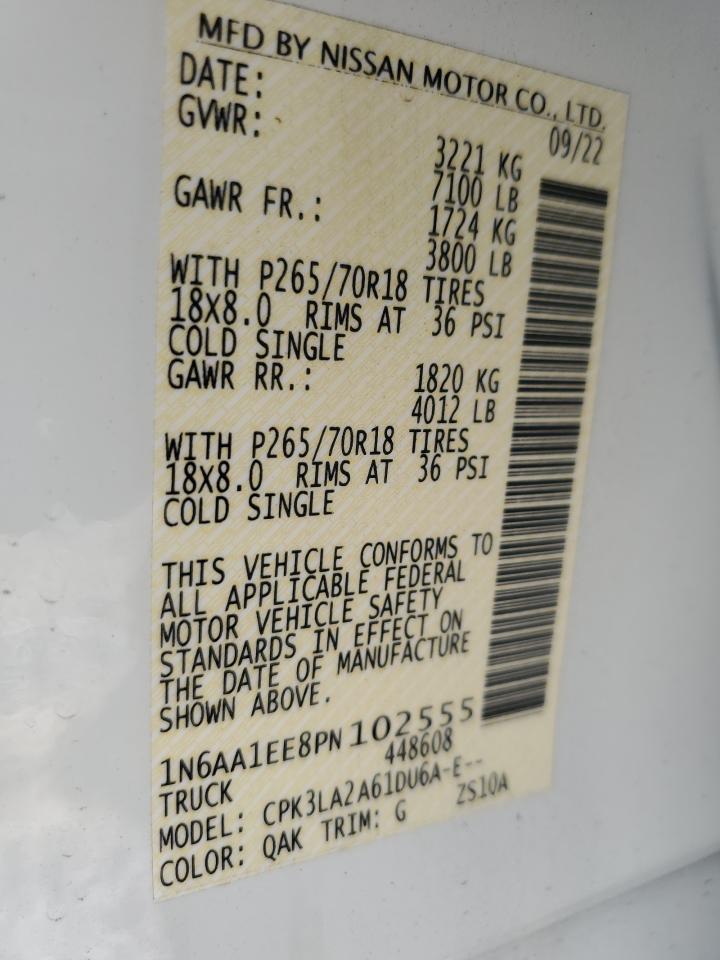 MFD BY NISSAN MOTOR CO., LTD.
DATE: 09/22
GVWR: 3221 KG
7100 LB
GAWR FR.: 1724 KG
3800 LB
WITH P265/70R18 TIRES
18X8.0 RIMS AT 36 PSI
COLD SINGLE
GAWR RR.: 1820 KG
4012 LB
WITH P265/70R18 TIRES
18X8.0 RIMS AT 36 PSI
COLD SINGLE
THIS VEHICLE CONFORMS TO
ALL APPLICABLE FEDERAL
MOTOR VEHICLE SAFETY
STANDARDS IN EFFECT ON
THE DATE OF MANUFACTURE
SHOWN ABOVE.
1N6AA1EE8PN102555
TRUCK 448608
MODEL: CPK3LA2A61DU6A-E--
COLOR: QAK TRIM: G ZS10A